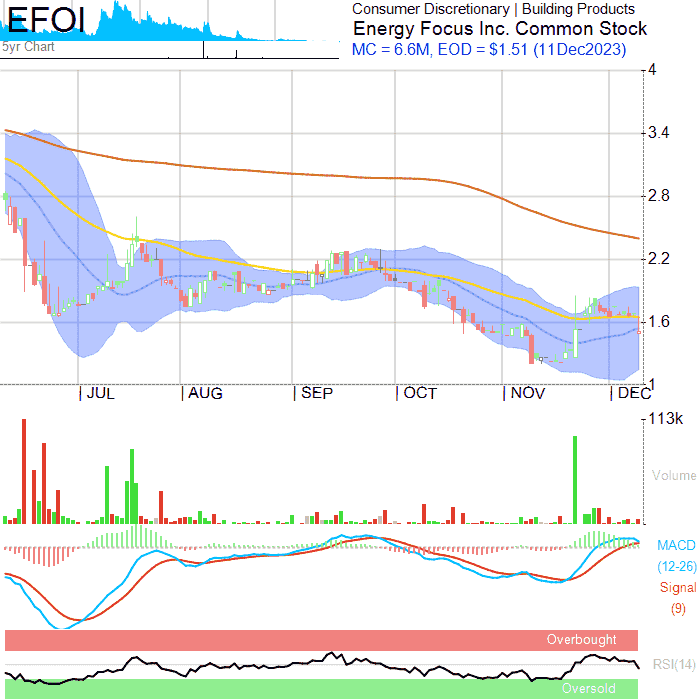 EFOI
5yr Chart
Consumer Discretionary | Building Products
Energy Focus Inc. Common Stock
MC = 6.6M, EOD = $1.51 (11Dec2023)
4
3.4
2.8
2.2
1.6
1
JUL
AUG
SEP
OCT
NOV
DEC
113k
Volume
MACD
(12-26)
Signal
(9)
Overbought
RSI(14)
Oversold